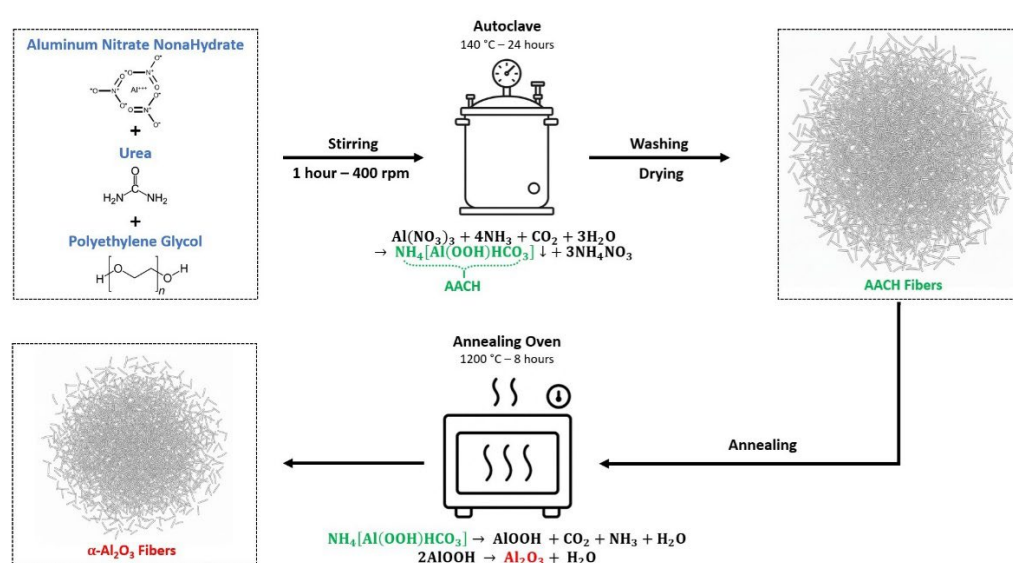 Aluminum Nitrate NonaHydrate
+
Urea
O
H₂N NH₂
+
Polyethylene Glycol
H [ O ] O H n
Stirring
1 hour – 400 rpm
Autoclave
140 °C – 24 hours
Al(NO₃)₃ + 4NH₃ + CO₂ + 3H₂O
→ NH₄[Al(OOH)HCO₃] ↓ + 3NH₄NO₃
AACH
Washing
Drying
AACH Fibers
Annealing
Annealing Oven
1200 °C – 8 hours
NH₄[Al(OOH)HCO₃] → AlOOH + CO₂ + NH₃ + H₂O
2AlOOH → Al₂O₃ + H₂O
α-Al₂O₃ Fibers